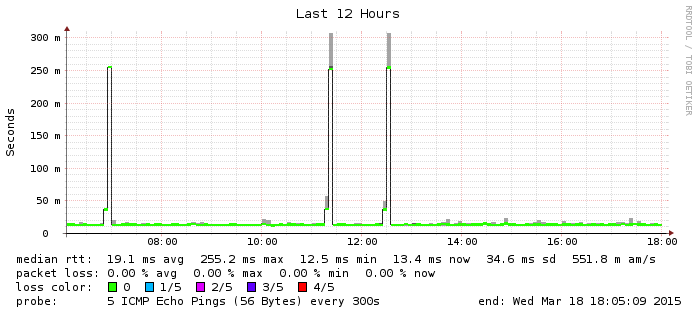 Last 12 Hours
RRDTOOL / TOBI OETIKER
Seconds
300 m
250 m
200 m
150 m
100 m
50 m
0
08:00 10:00 12:00 14:00 16:00 18:00
median rtt: 19.1 ms avg 255.2 ms max 12.5 ms min 13.4 ms now 34.6 ms sd 551.8 m am/s
packet loss: 0.00 % avg 0.00 % max 0.00 % min 0.00 % now
loss color: 0 1/5 2/5 3/5 4/5
probe: 5 ICMP Echo Pings (56 Bytes) every 300s end: Wed Mar 18 18:05:09 2015